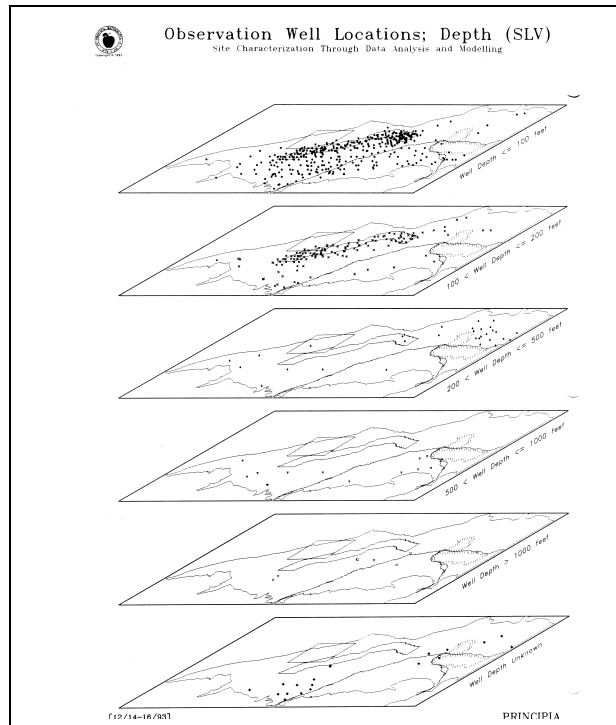 Observation Well Locations; Depth (SLV)
Site Characterization Through Data Analysis and Modelling
Well Depth <= 100 feet
100 < Well Depth <= 200 feet
200 < Well Depth <= 500 feet
500 < Well Depth <= 1000 feet
Well Depth > 1000 feet
Well Depth Unknown
[12/14-16/93]
PRINCIPIA